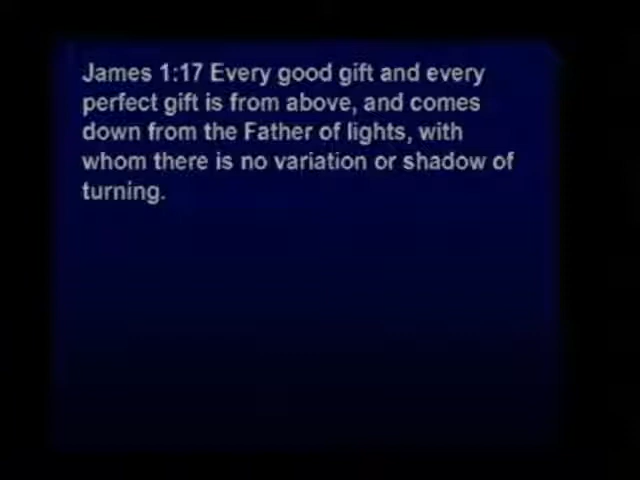 James 1:17 Every good gift and every
perfect gift is from above, and comes
down from the Father of lights, with
whom there is no variation or shadow of
turning.